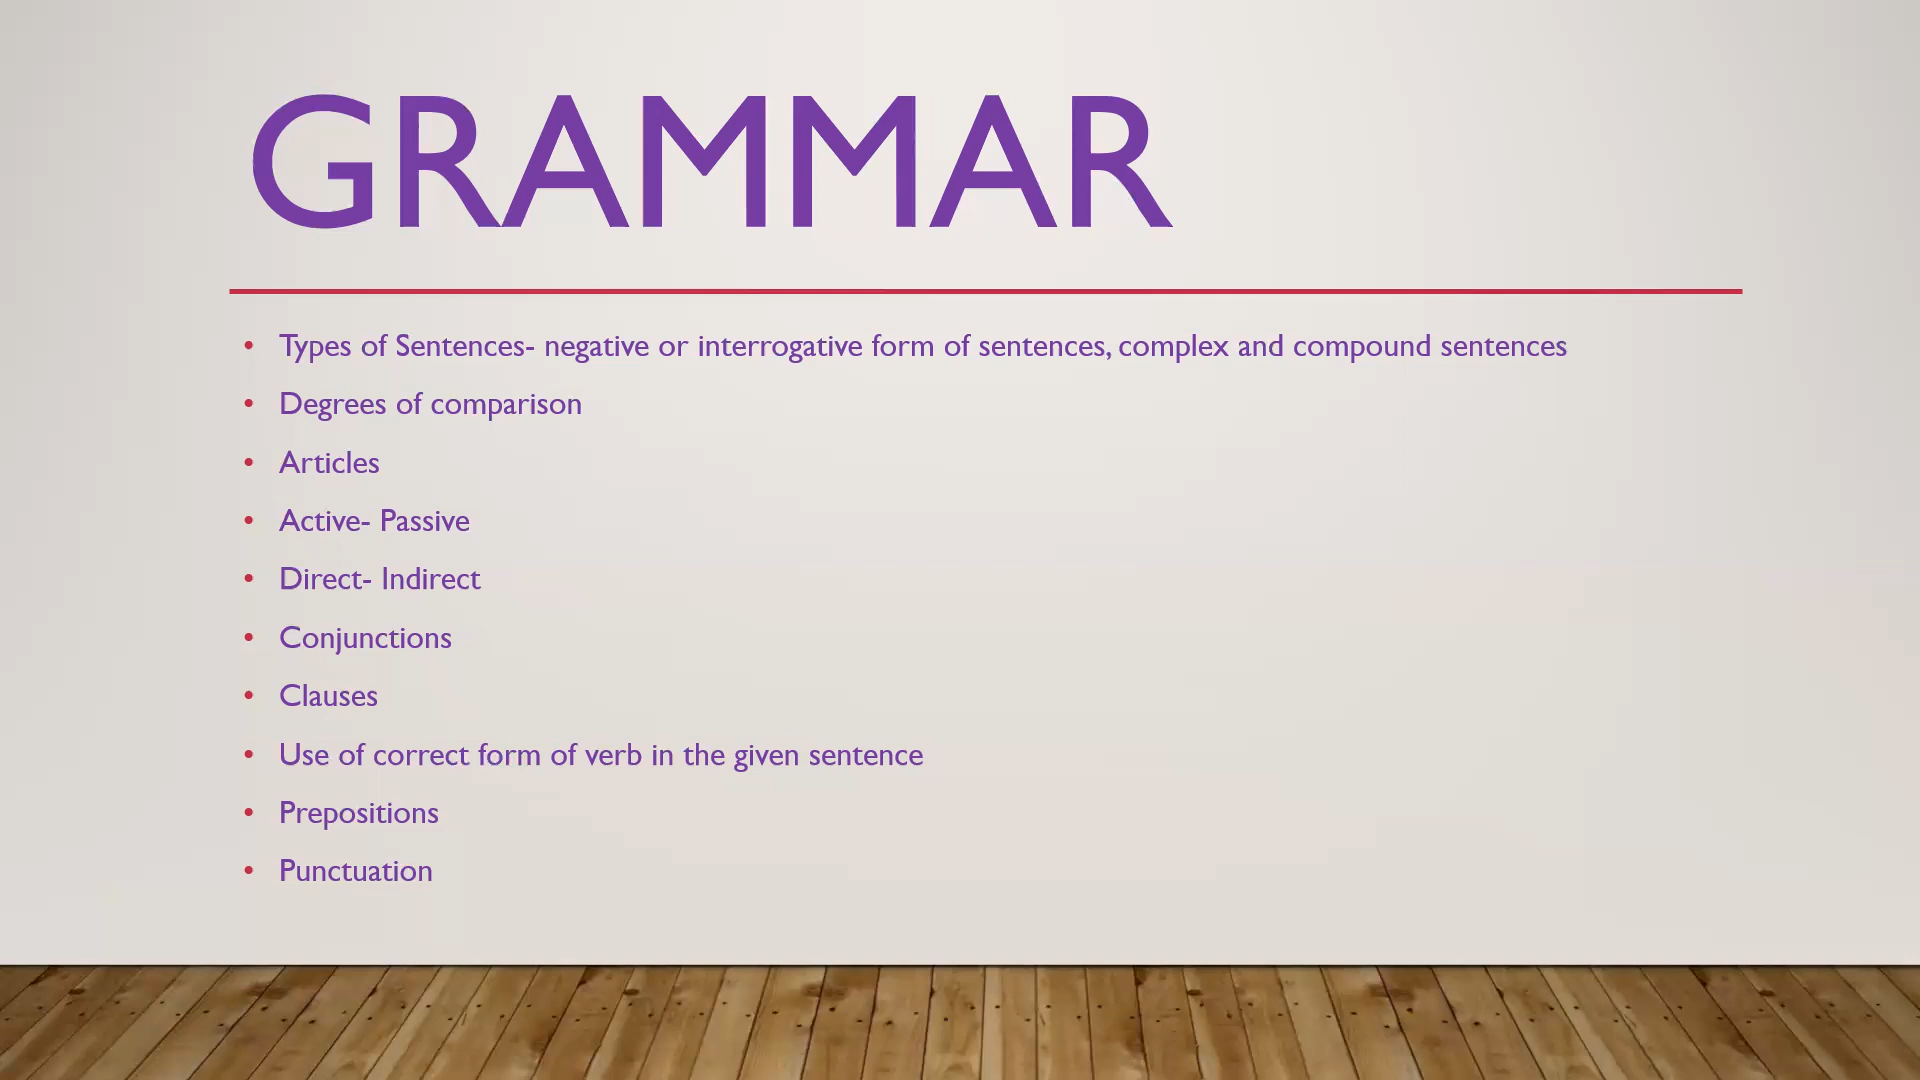 GRAMMAR
• Types of Sentences- negative or interrogative form of sentences, complex and compound sentences
• Degrees of comparison
• Articles
• Active- Passive
• Direct- Indirect
• Conjunctions
• Clauses
• Use of correct form of verb in the given sentence
• Prepositions
• Punctuation